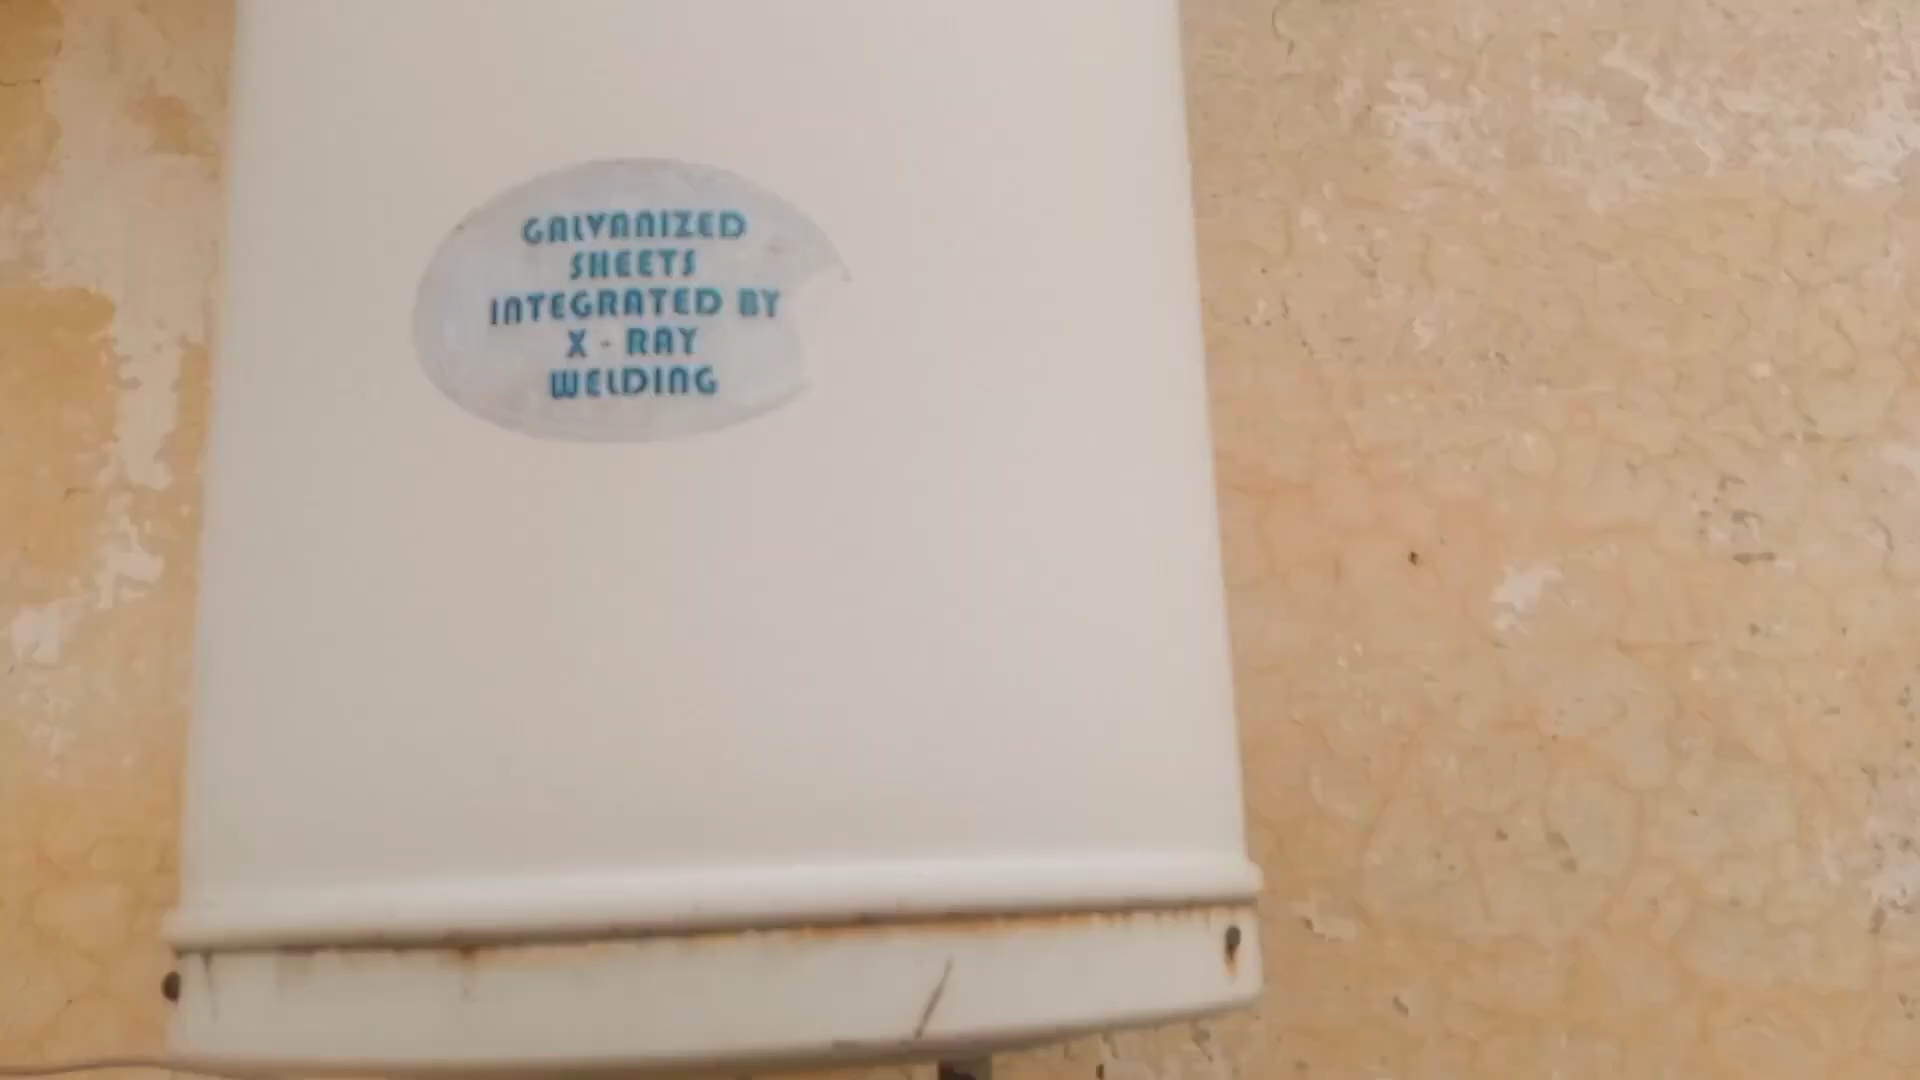 GALVANIZED
SHEETS
INTEGRATED BY
X - RAY
WELDING